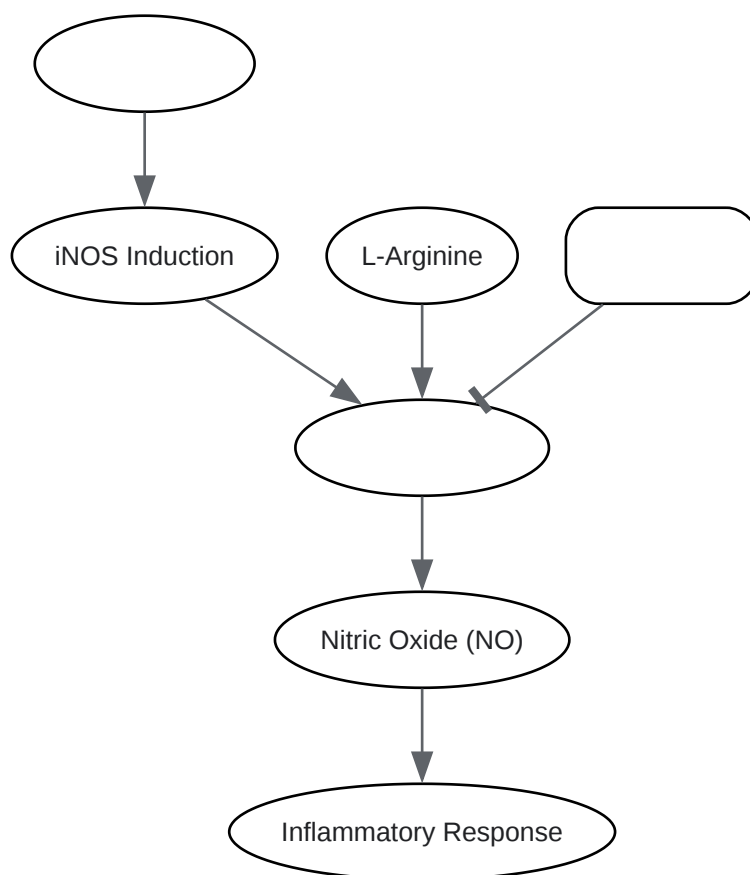 iNOS Induction
L-Arginine
Nitric Oxide (NO)
Inflammatory Response